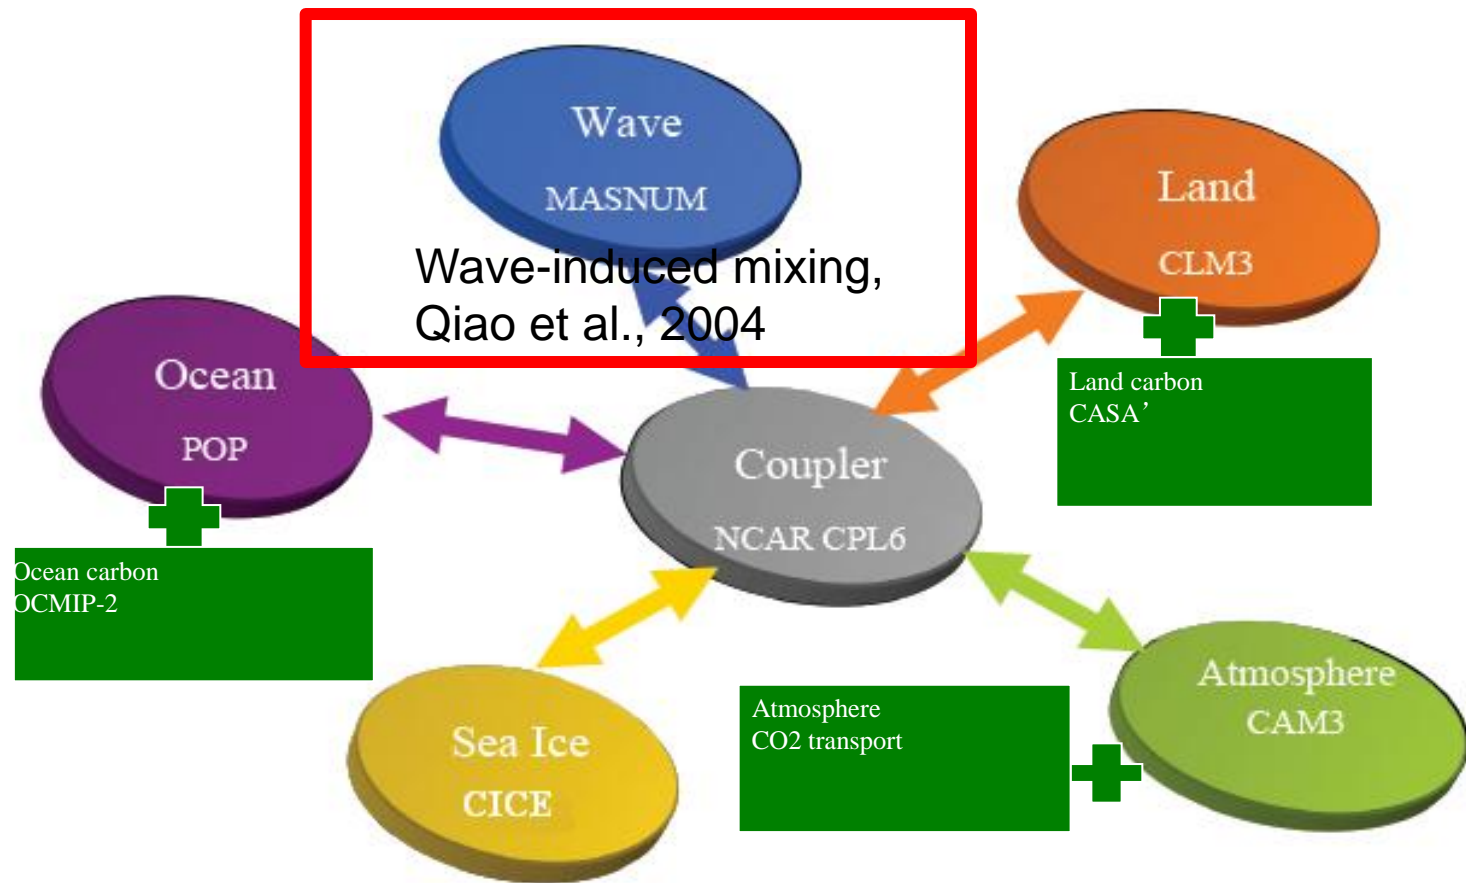 Wave
MASNUM
Wave-induced mixing,
Qiao et al., 2004
Land
CLM3
Land carbon
CASA’
Ocean
POP
Ocean carbon
OCMIP-2
Coupler
NCAR CPL6
Sea Ice
CICE
Atmosphere
CO2 transport
Atmosphere
CAM3